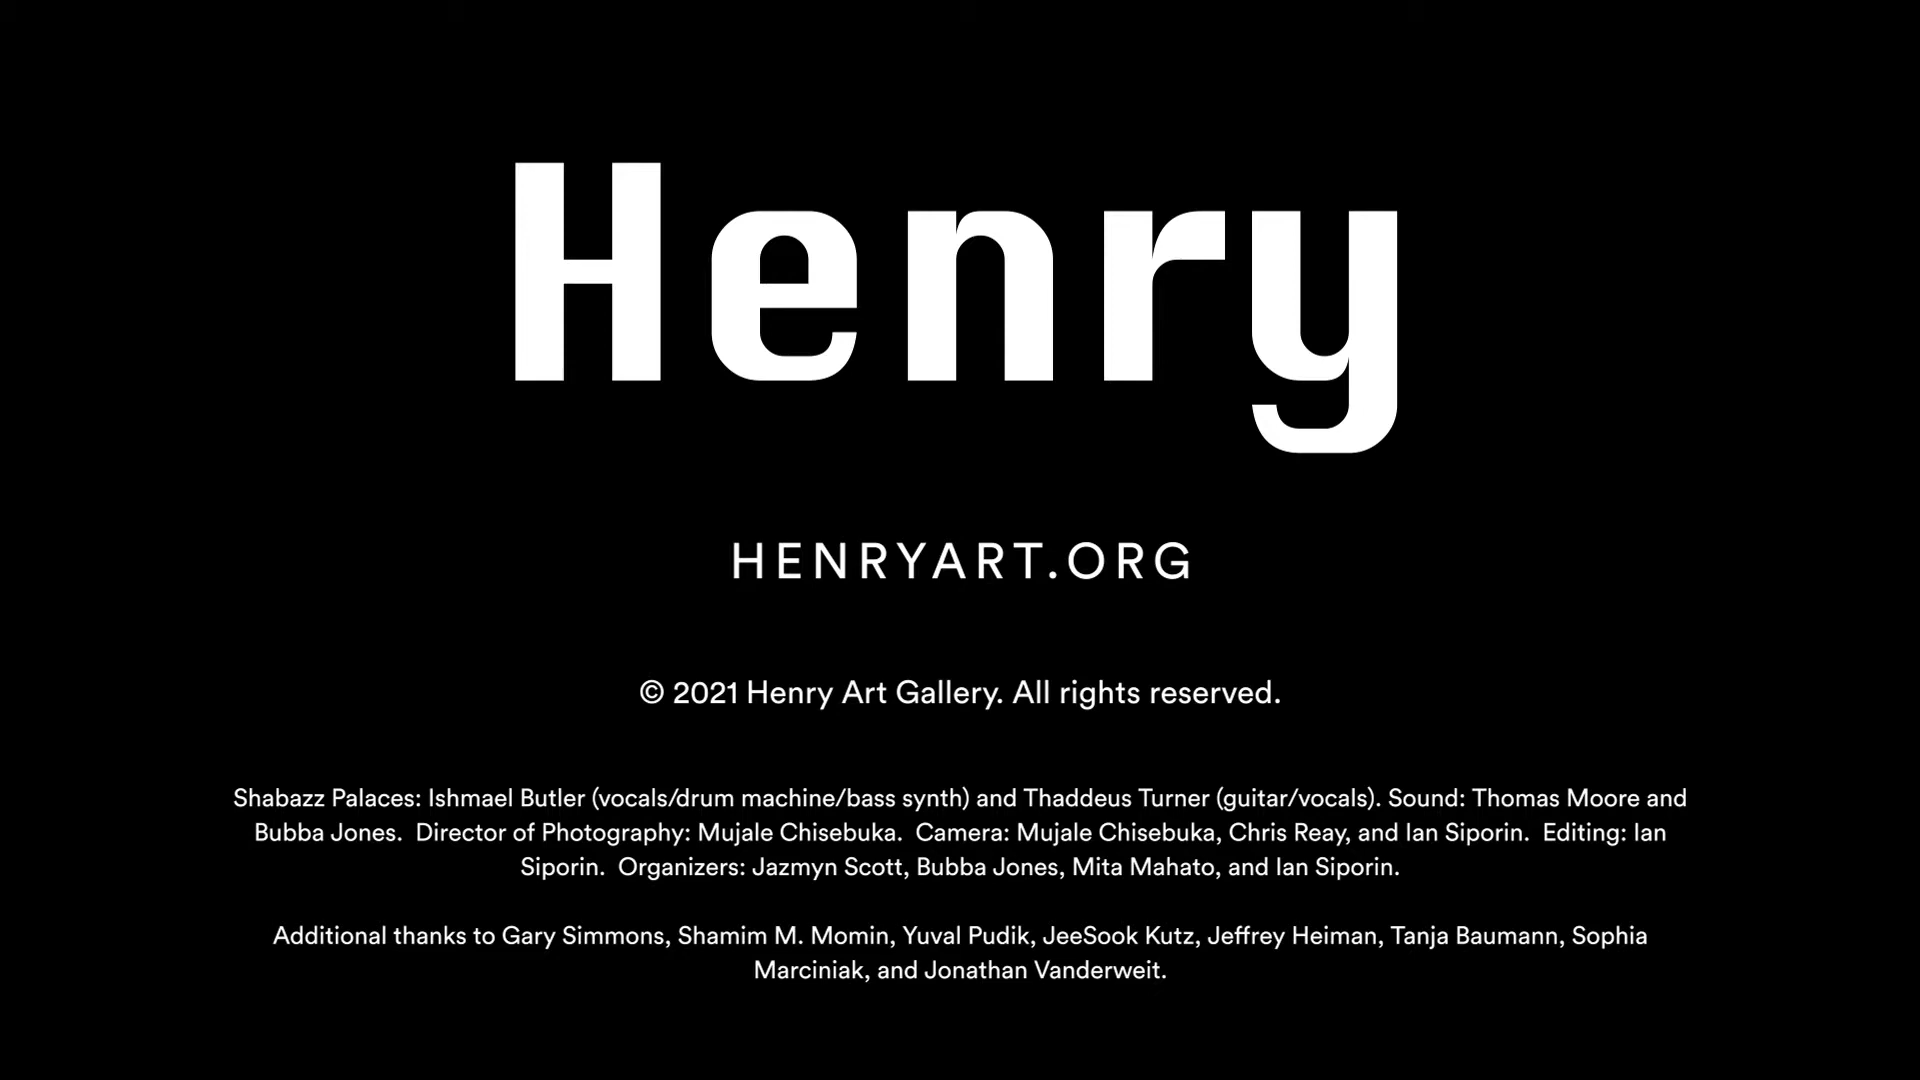 Henry
HENRYART.ORG
© 2021 Henry Art Gallery. All rights reserved.
Shabazz Palaces: Ishmael Butler (vocals/drum machine/bass synth) and Thaddeus Turner (guitar/vocals). Sound: Thomas Moore and
Bubba Jones.  Director of Photography: Mujale Chisebuka.  Camera: Mujale Chisebuka, Chris Reay, and Ian Siporin.  Editing: Ian
Siporin.  Organizers: Jazmyn Scott, Bubba Jones, Mita Mahato, and Ian Siporin.
Additional thanks to Gary Simmons, Shamim M. Momin, Yuval Pudik, JeeSook Kutz, Jeffrey Heiman, Tanja Baumann, Sophia
Marciniak, and Jonathan Vanderweit.